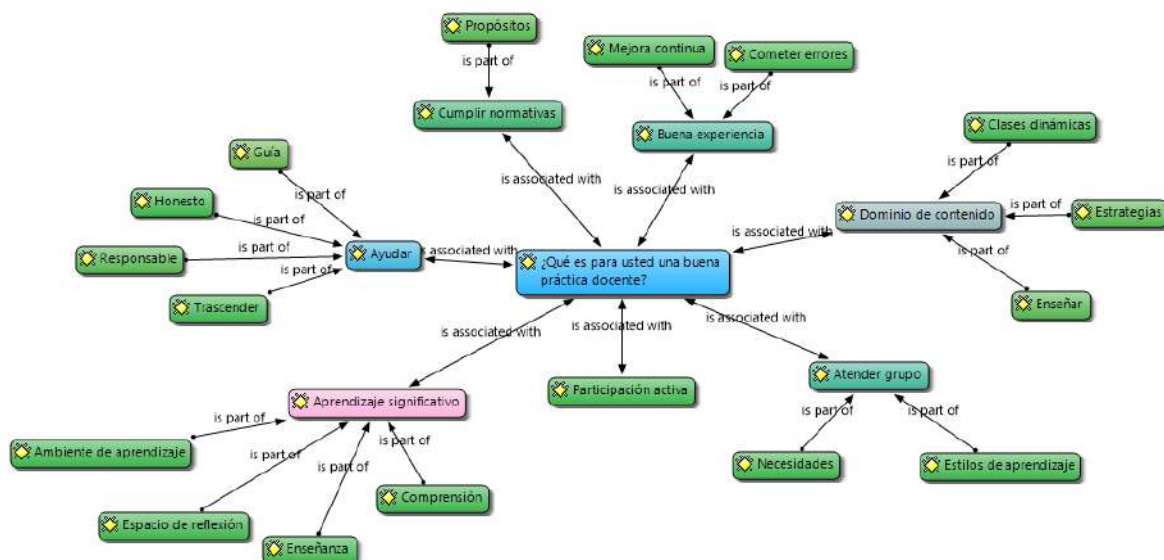 Propósitos
is part of
Mejora continua
Cometer errores
is part of
is part of
Cumplir normativas
Buena experiencia
Clases dinámicas
is part of
Guía
is part of
is associated with
is associated with
Honesto
is part of
Dominio de contenido
is part of
Estrategias
Responsable
is part of
Ayudar
is associated with
¿Qué es para usted una buena
práctica docente?
is associated with
is part of
Trascender
is part of
Enseñar
is associated with
is associated with
is associated with
Aprendizaje significativo
Participación activa
Atender grupo
is part of
is part of
is part of
is part of
Ambiente de aprendizaje
is part of
is part of
Necesidades
Estilos de aprendizaje
Comprensión
Espacio de reflexión
Enseñanza